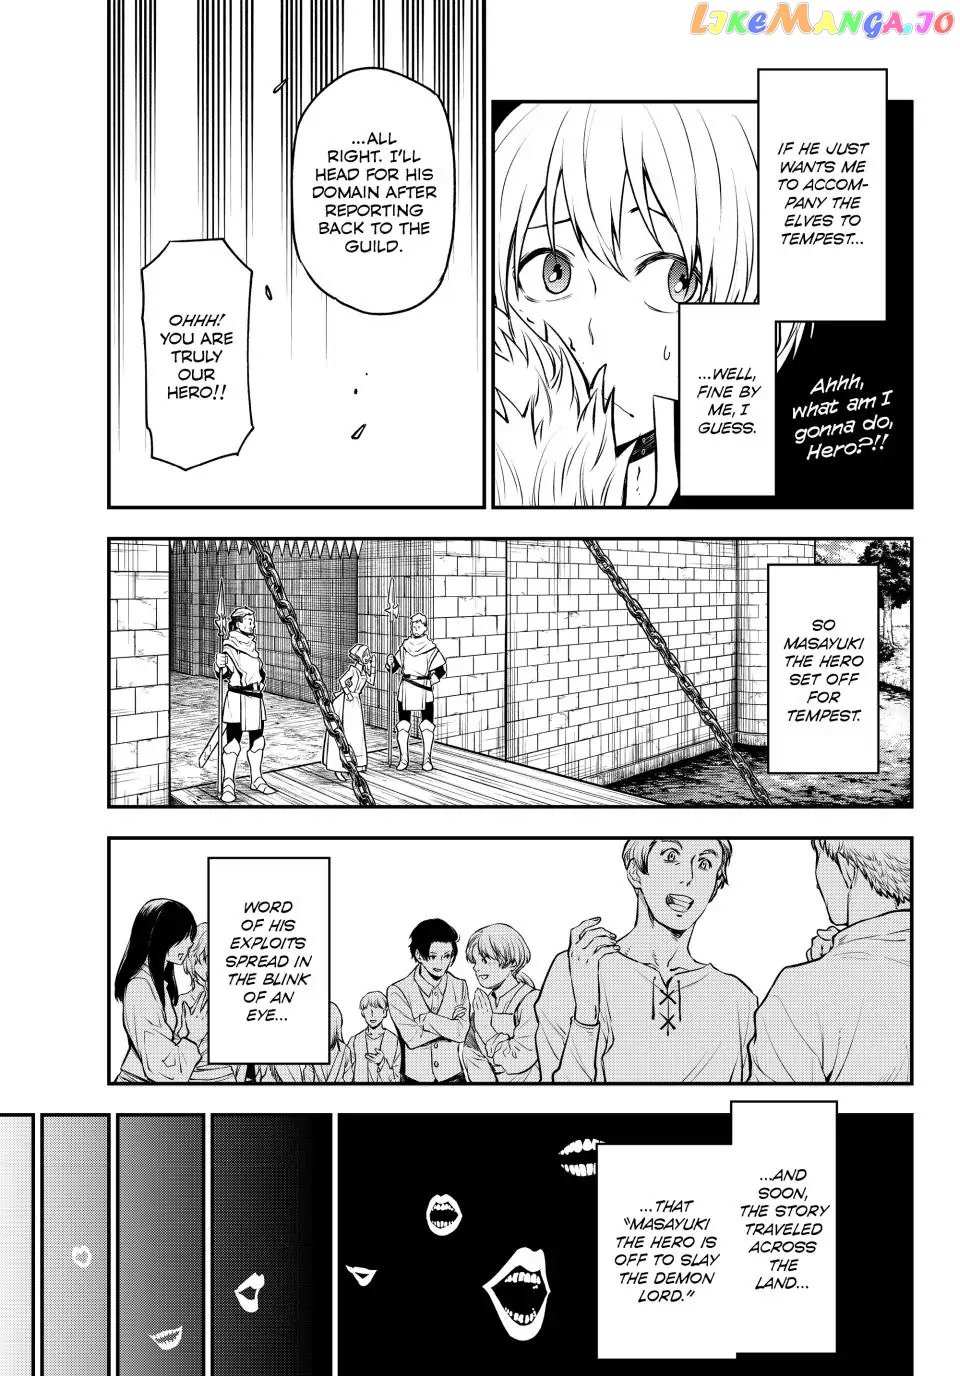 LIKEMANGA.IO
IF HE JUST
WANTS ME
TO ACCOM-
PANY THE
ELVES TO
TEMPEST...
...WELL,
FINE BY
ME, I
GUESS.
Ahhh,
what am I
gonna do,
Hero?!!
...ALL
RIGHT. I'LL
HEAD FOR HIS
DOMAIN AFTER
REPORTING
BACK TO THE
GUILD.
OHHH!
YOU ARE
TRULY
OUR
HERO!!
SO
MASAYUKI
THE HERO
SET OFF
FOR
TEMPEST.
WORD
OF HIS
EXPLOITS
SPREAD IN
THE BLINK
OF AN
EYE...
...AND
SOON,
THE STORY
TRAVELED
ACROSS
THE
LAND...
...THAT
"MASAYUKI
THE HERO IS
OFF TO SLAY
THE DEMON
LORD."